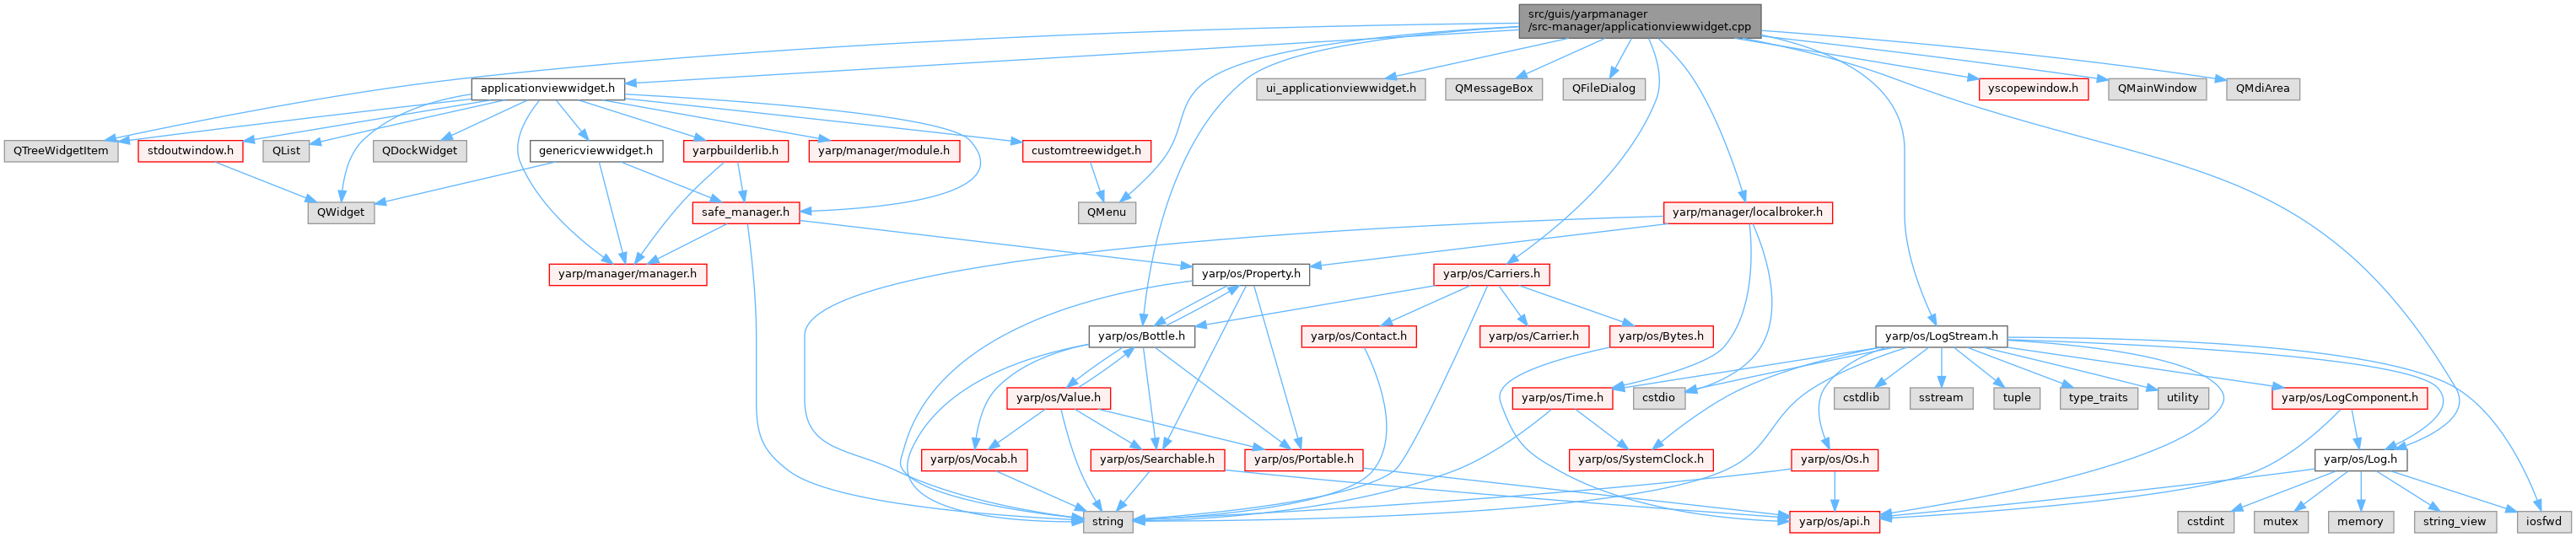 src/guis/yarpmanager
/src-manager/applicationviewwidget.cpp
applicationviewwidget.h
ui_applicationviewwidget.h
QMessageBox
QFileDialog
yscopewindow.h
QMainWindow
QMdiArea
QTreeWidgetItem
stdoutwindow.h
QList
QDockWidget
genericviewwidget.h
yarpbuilderlib.h
yarp/manager/module.h
customtreewidget.h
QWidget
safe_manager.h
QMenu
yarp/manager/localbroker.h
yarp/manager/manager.h
yarp/os/Property.h
yarp/os/Carriers.h
yarp/os/Bottle.h
yarp/os/Contact.h
yarp/os/Carrier.h
yarp/os/Bytes.h
yarp/os/LogStream.h
yarp/os/Value.h
yarp/os/Time.h
cstdio
cstdlib
sstream
tuple
type_traits
utility
yarp/os/LogComponent.h
yarp/os/Vocab.h
yarp/os/Searchable.h
yarp/os/Portable.h
yarp/os/SystemClock.h
yarp/os/Os.h
yarp/os/Log.h
string
yarp/os/api.h
cstdint
mutex
memory
string_view
iosfwd